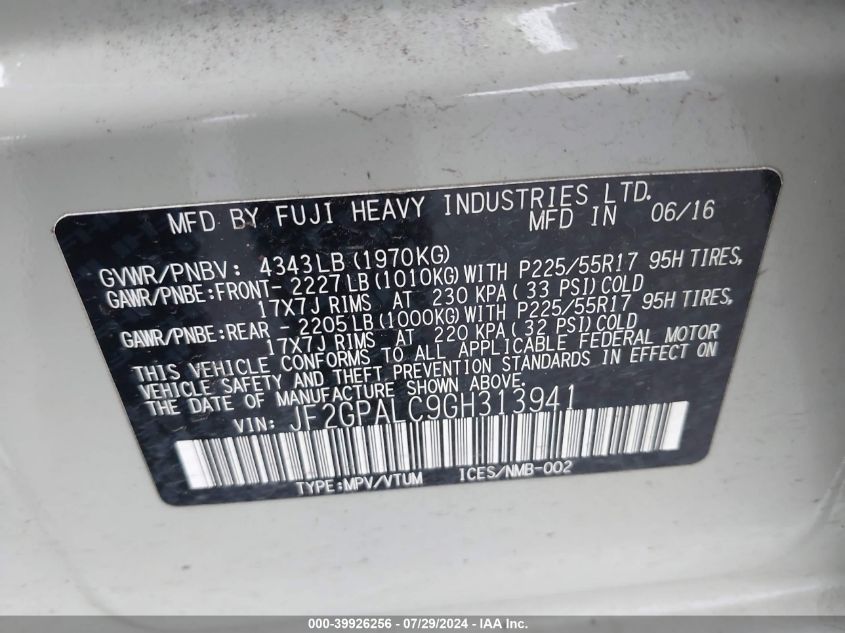 MFD BY FUJI HEAVY INDUSTRIES LTD.
MFD IN 06/16
GVWR/PNBV: 4343LB (1970KG)
GAWR/PNBE:FRONT- 2227LB (1010KG) WITH P225/55R17 95H TIRES,
17X7J RIMS AT 230 KPA( 33 PSI) COLD
GAWR/PNBE:REAR - 2205LB (1000KG) WITH P225/55R17 95H TIRES,
17X7J RIMS AT 220 KPA( 32 PSI) COLD
THIS VEHICLE CONFORMS TO ALL APPLICABLE FEDERAL MOTOR
VEHICLE SAFETY AND THEFT PREVENTION STANDARDS IN EFFECT ON
THE DATE OF MANUFACTURE SHOWN ABOVE.
VIN: JF2GPALC9GH313941
TYPE:MPV/VTUM ICES/NMB-002
000-39926256 - 07/29/2024 - IAA Inc.